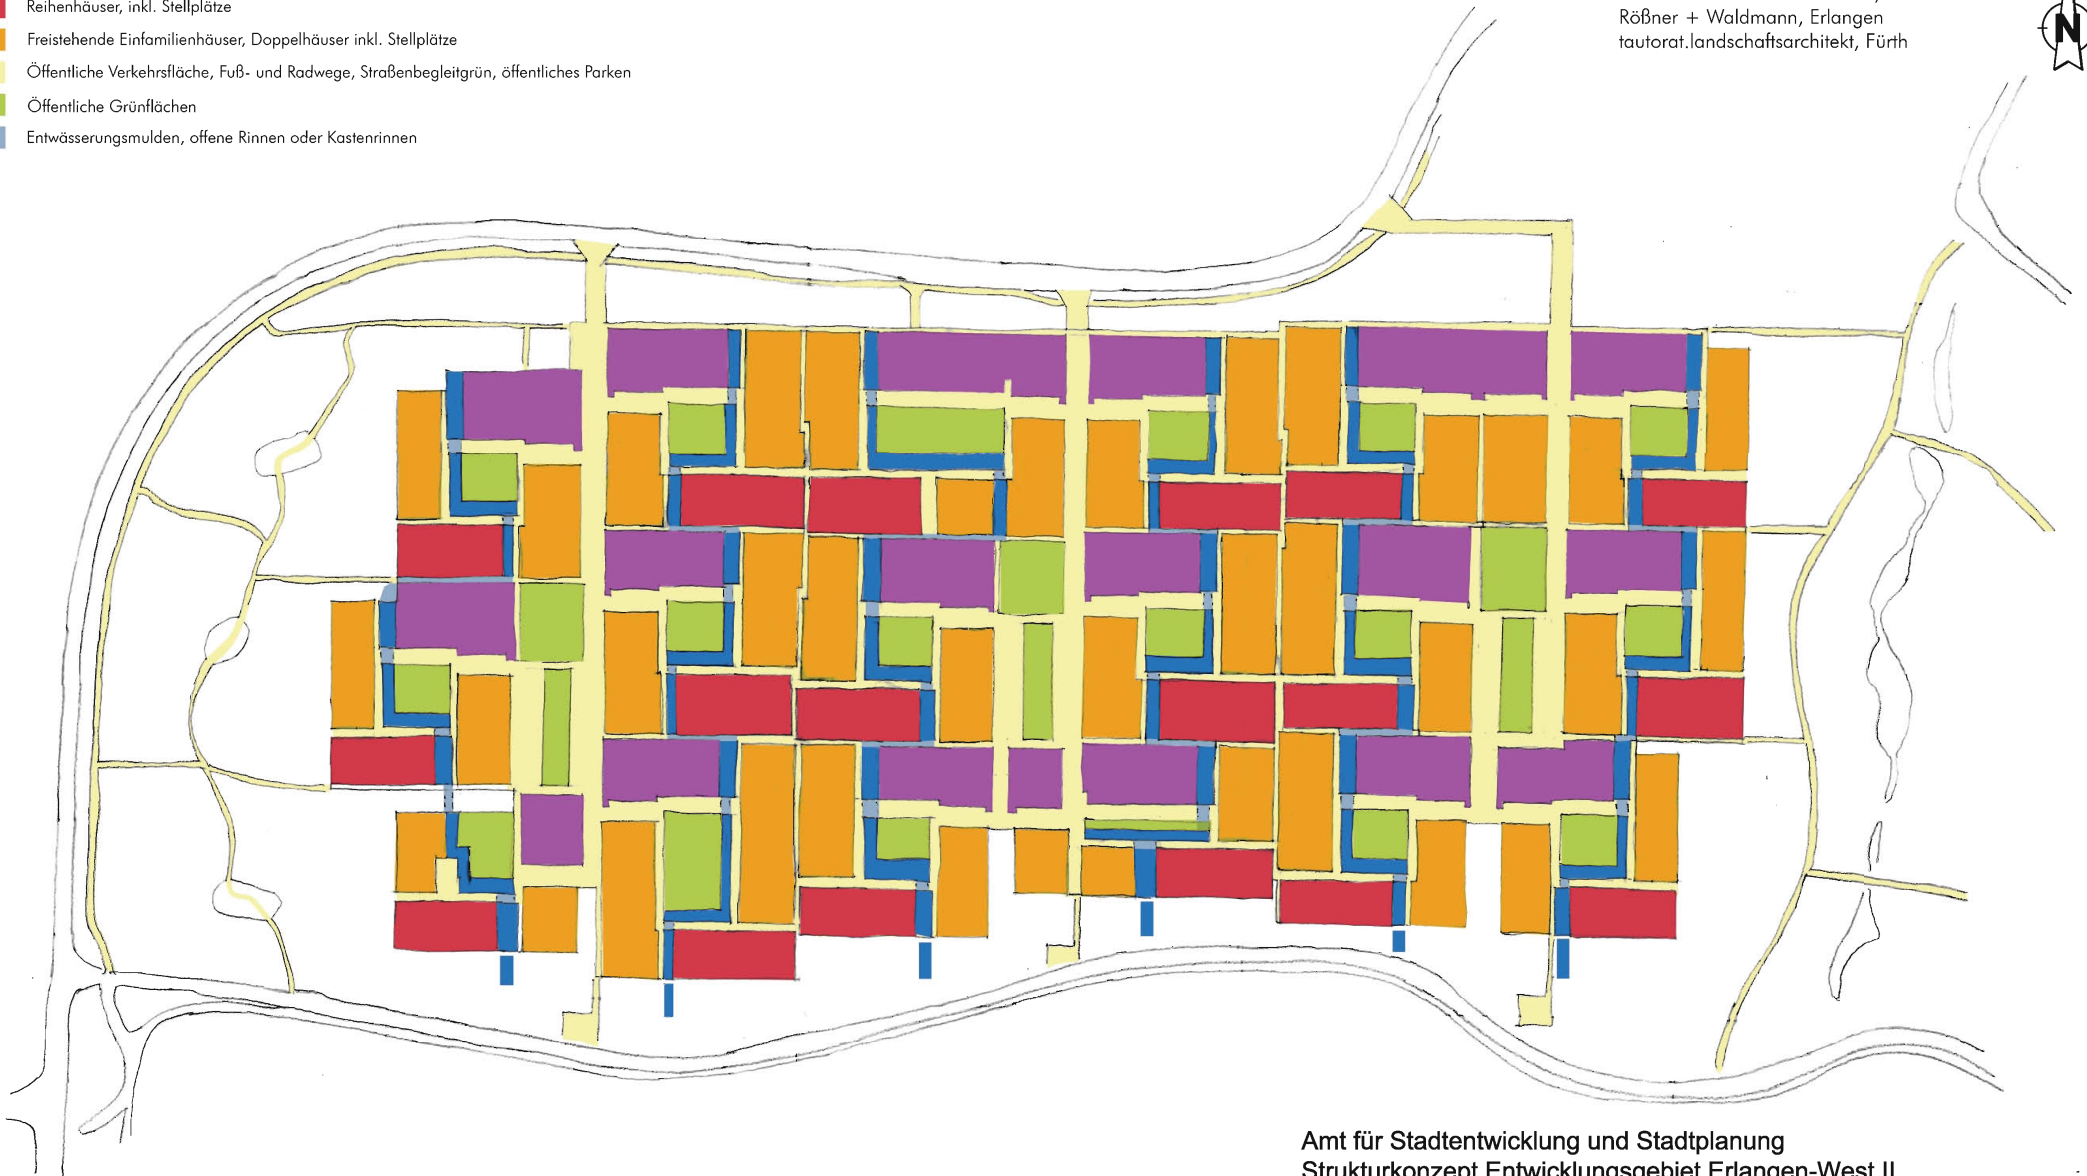 Reihenhäuser, inkl. Stellplätze
Freistehende Einfamilienhäuser, Doppelhäuser inkl. Stellplätze
Öffentliche Verkehrsfläche, Fuß- und Radwege, Straßenbegleitgrün, öffentliches Parken
Öffentliche Grünflächen
Entwässerungsmulden, offene Rinnen oder Kastenrinnen
Rößner + Waldmann, Erlangen
tautorat.landschaftsarchitekt, Fürth
N
Amt für Stadtentwicklung und Stadtplanung
Strukturkonzept Entwicklungsgebiet Erlangen-West II